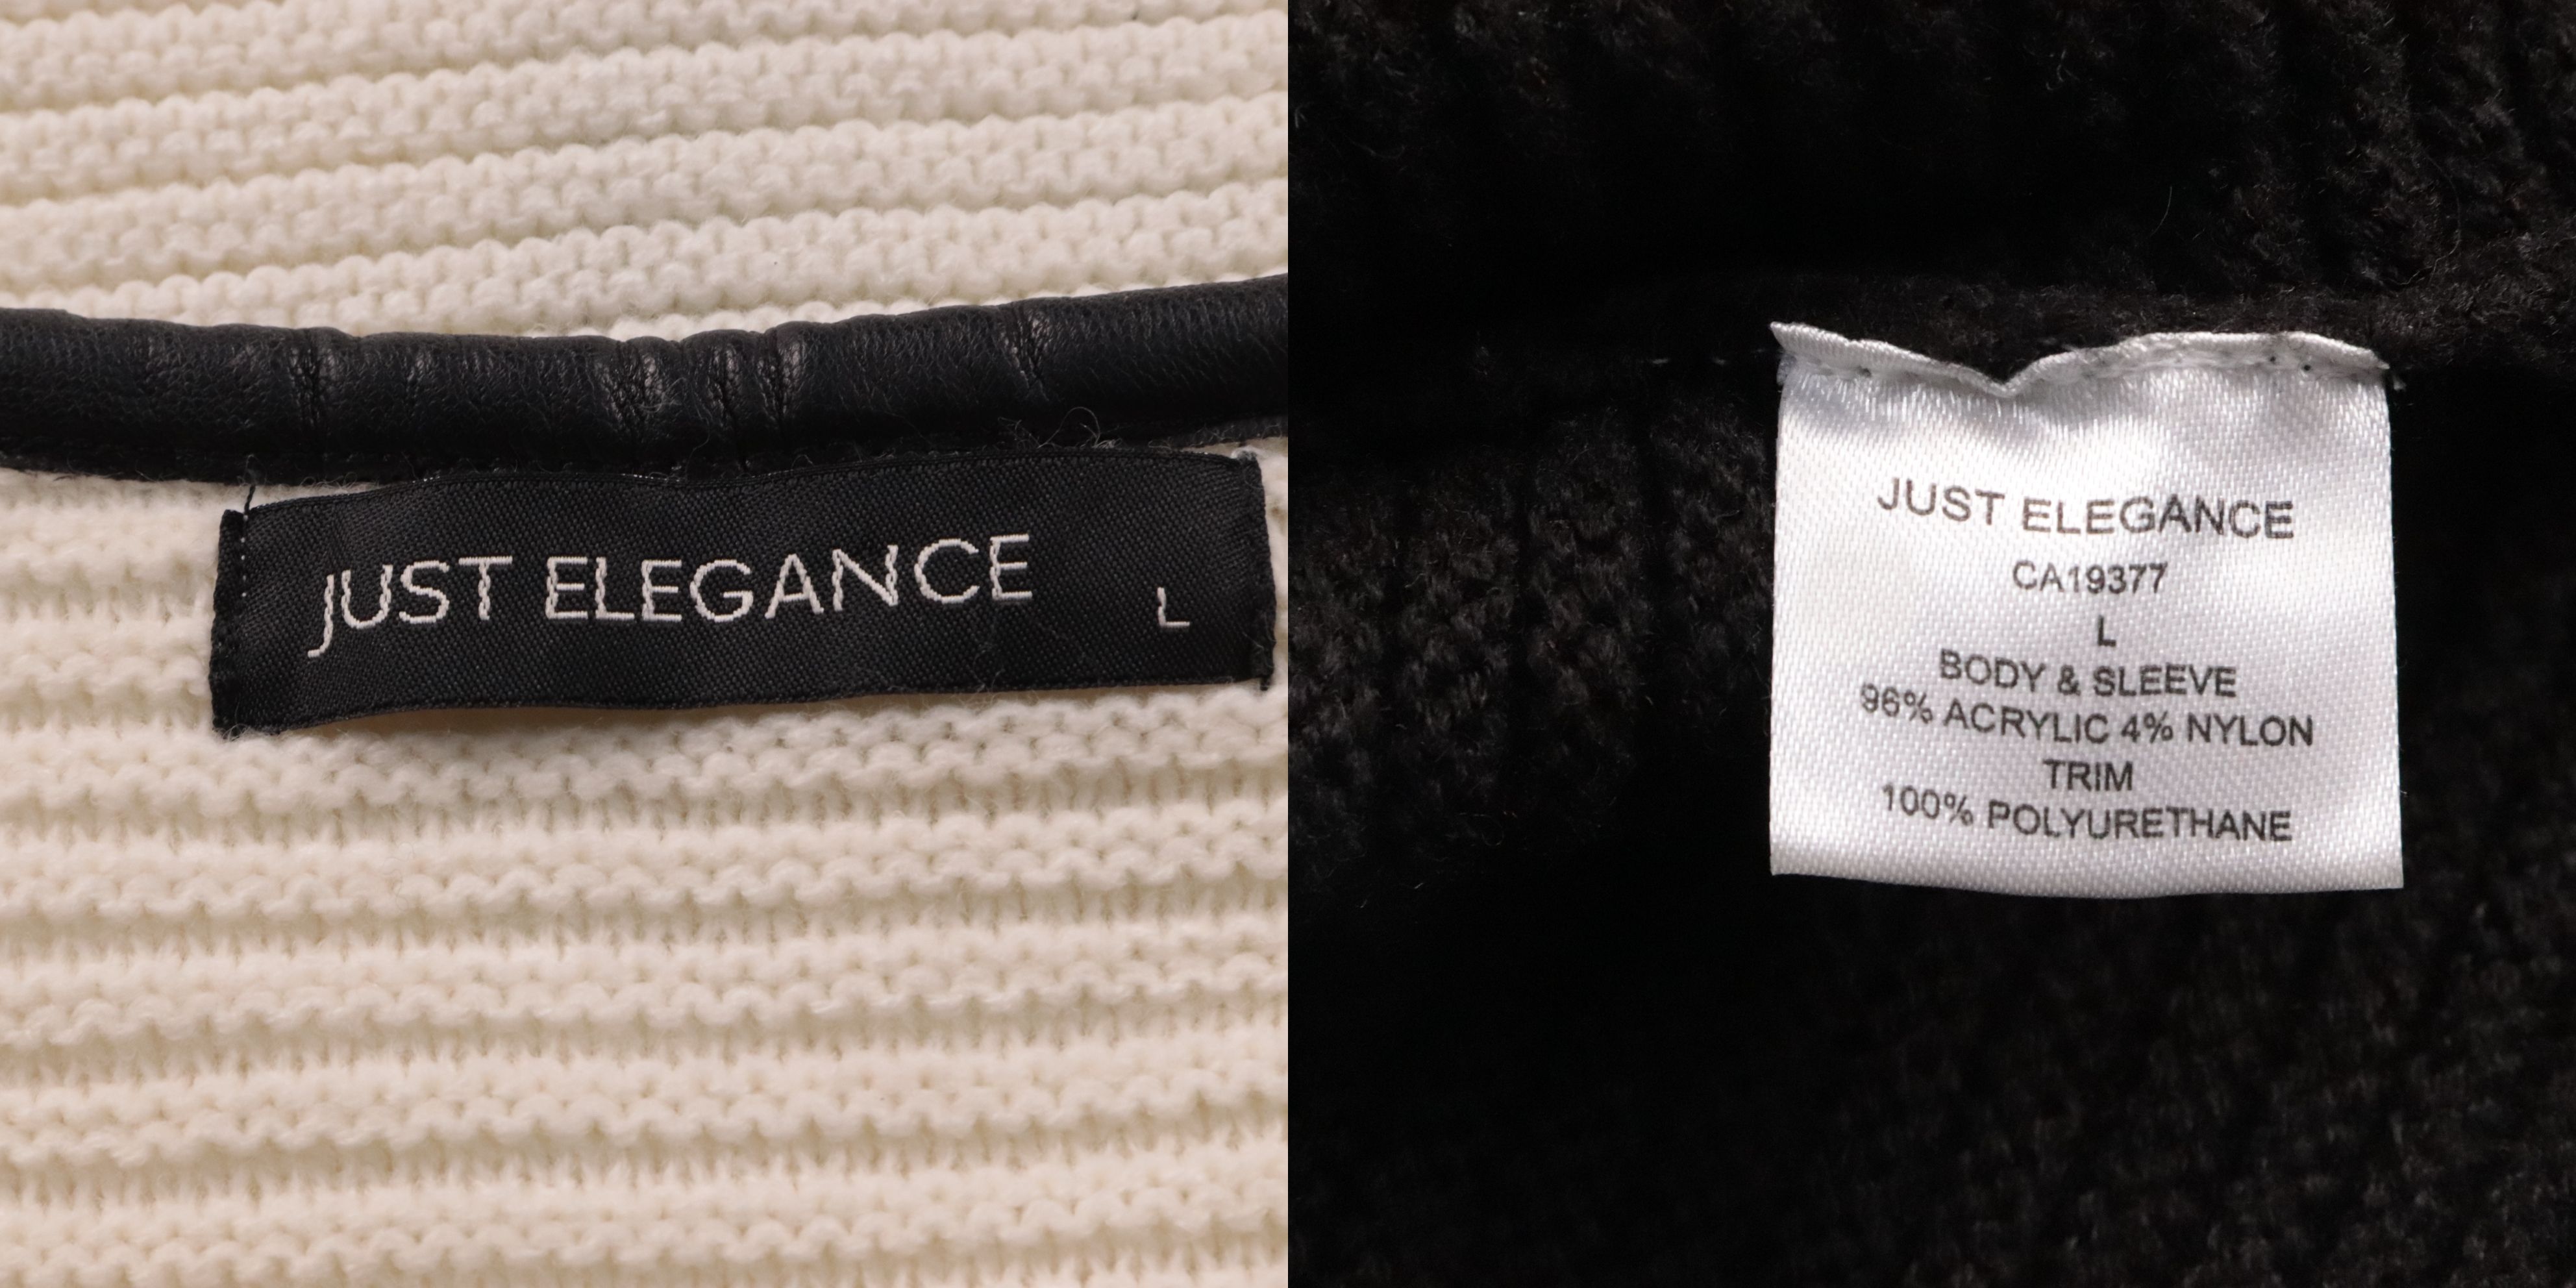 JUST ELEGANCE L
JUST ELEGANCE
CA19377
L
BODY & SLEEVE
96% ACRYLIC 4% NYLON
TRIM
100% POLYURETHANE